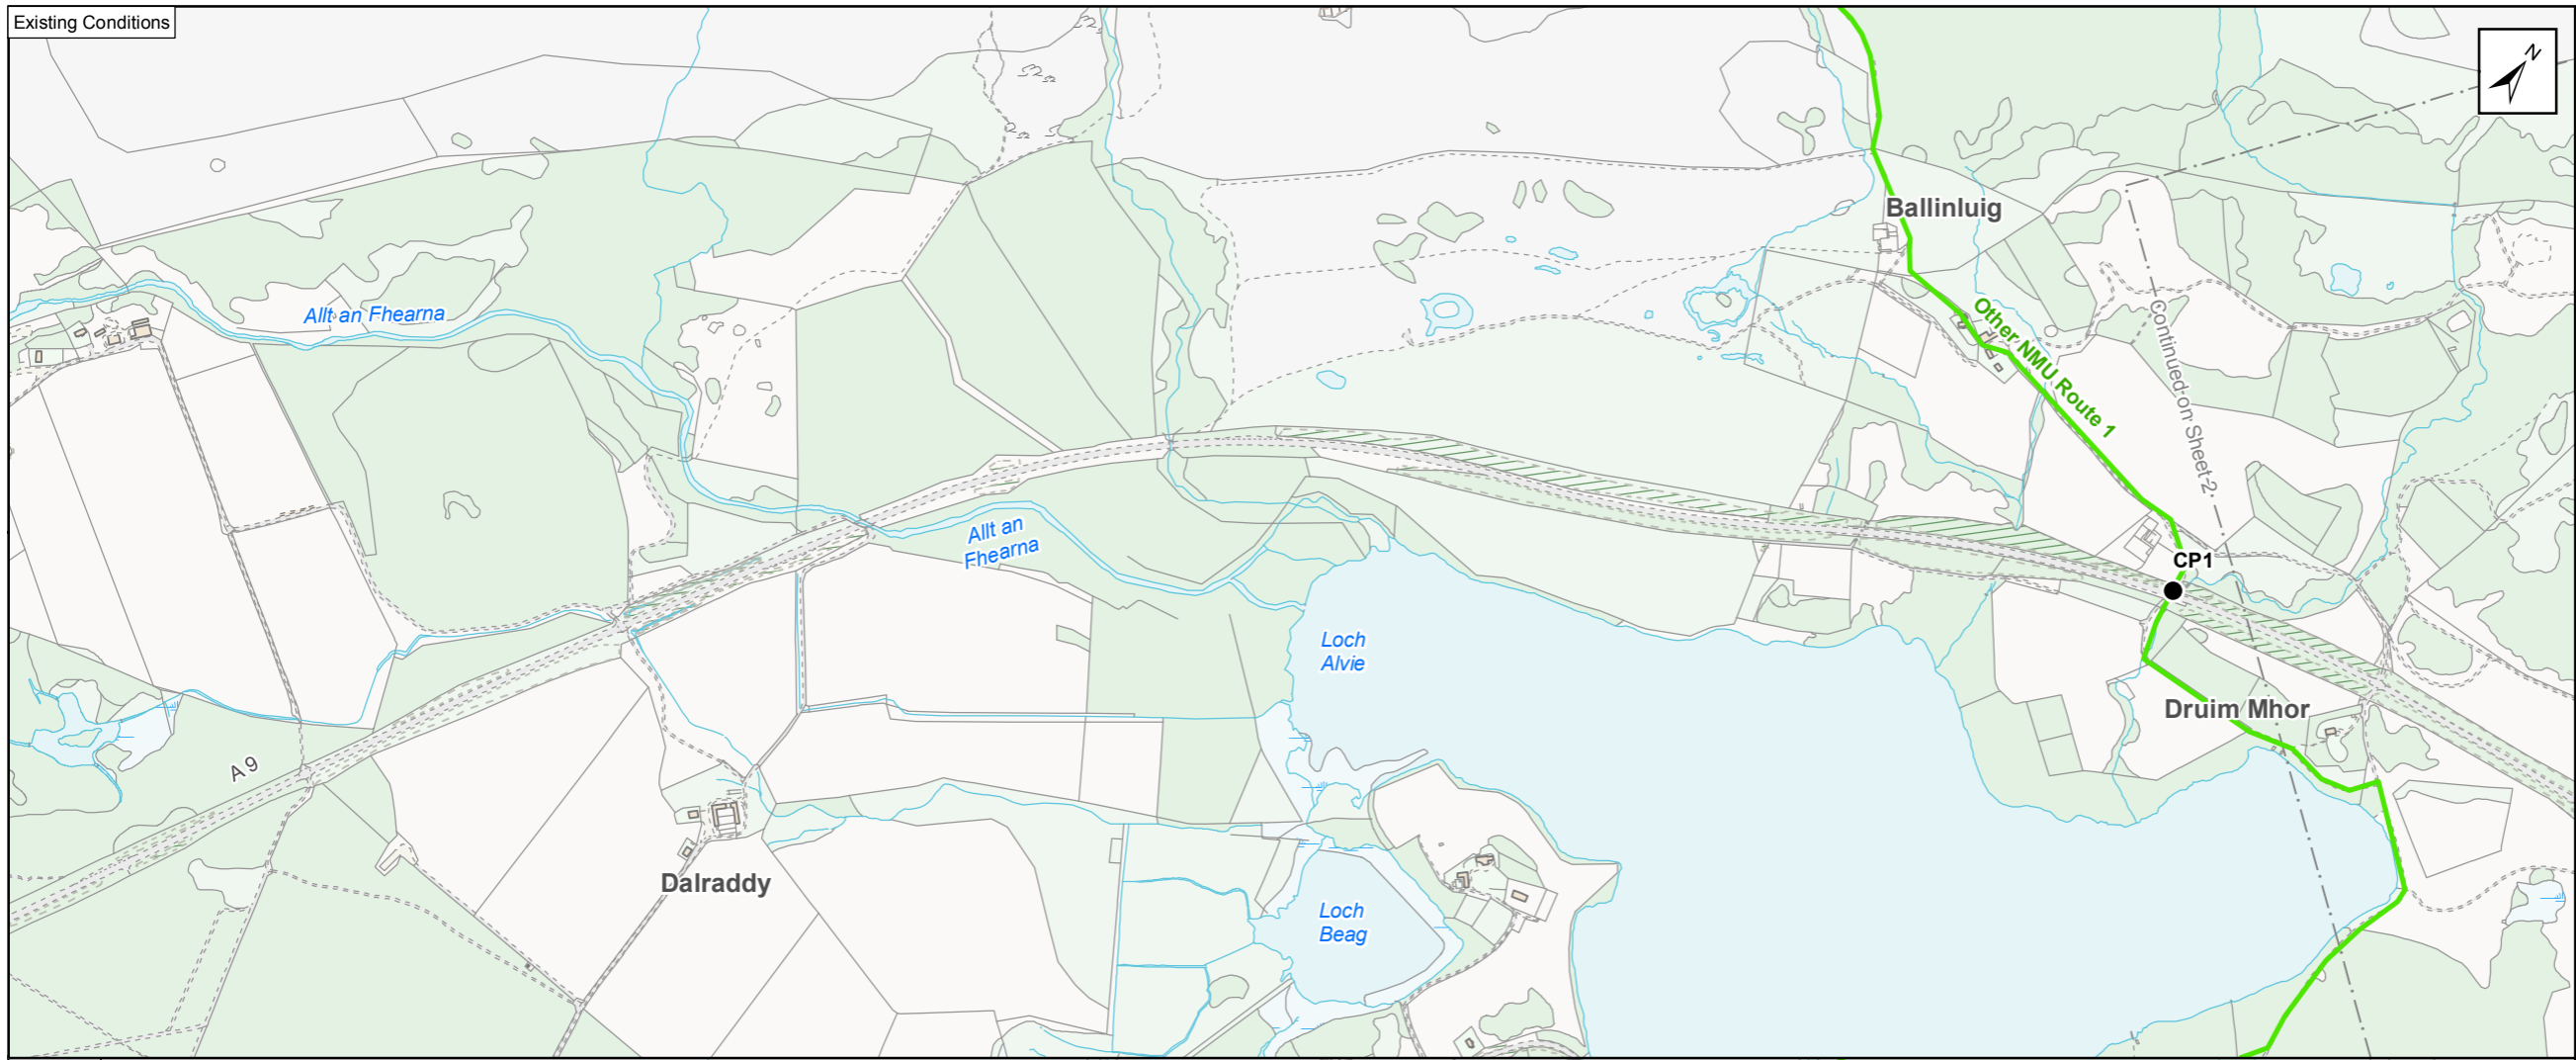 Existing Conditions
N
Ballinluig
Allt an Fhearna
Other NMU Route 1
Continued on Sheet 2
Allt an
Fhearna
CP1
Loch
Alvie
Druim Mhor
A 9
Dalraddy
Loch
Beag